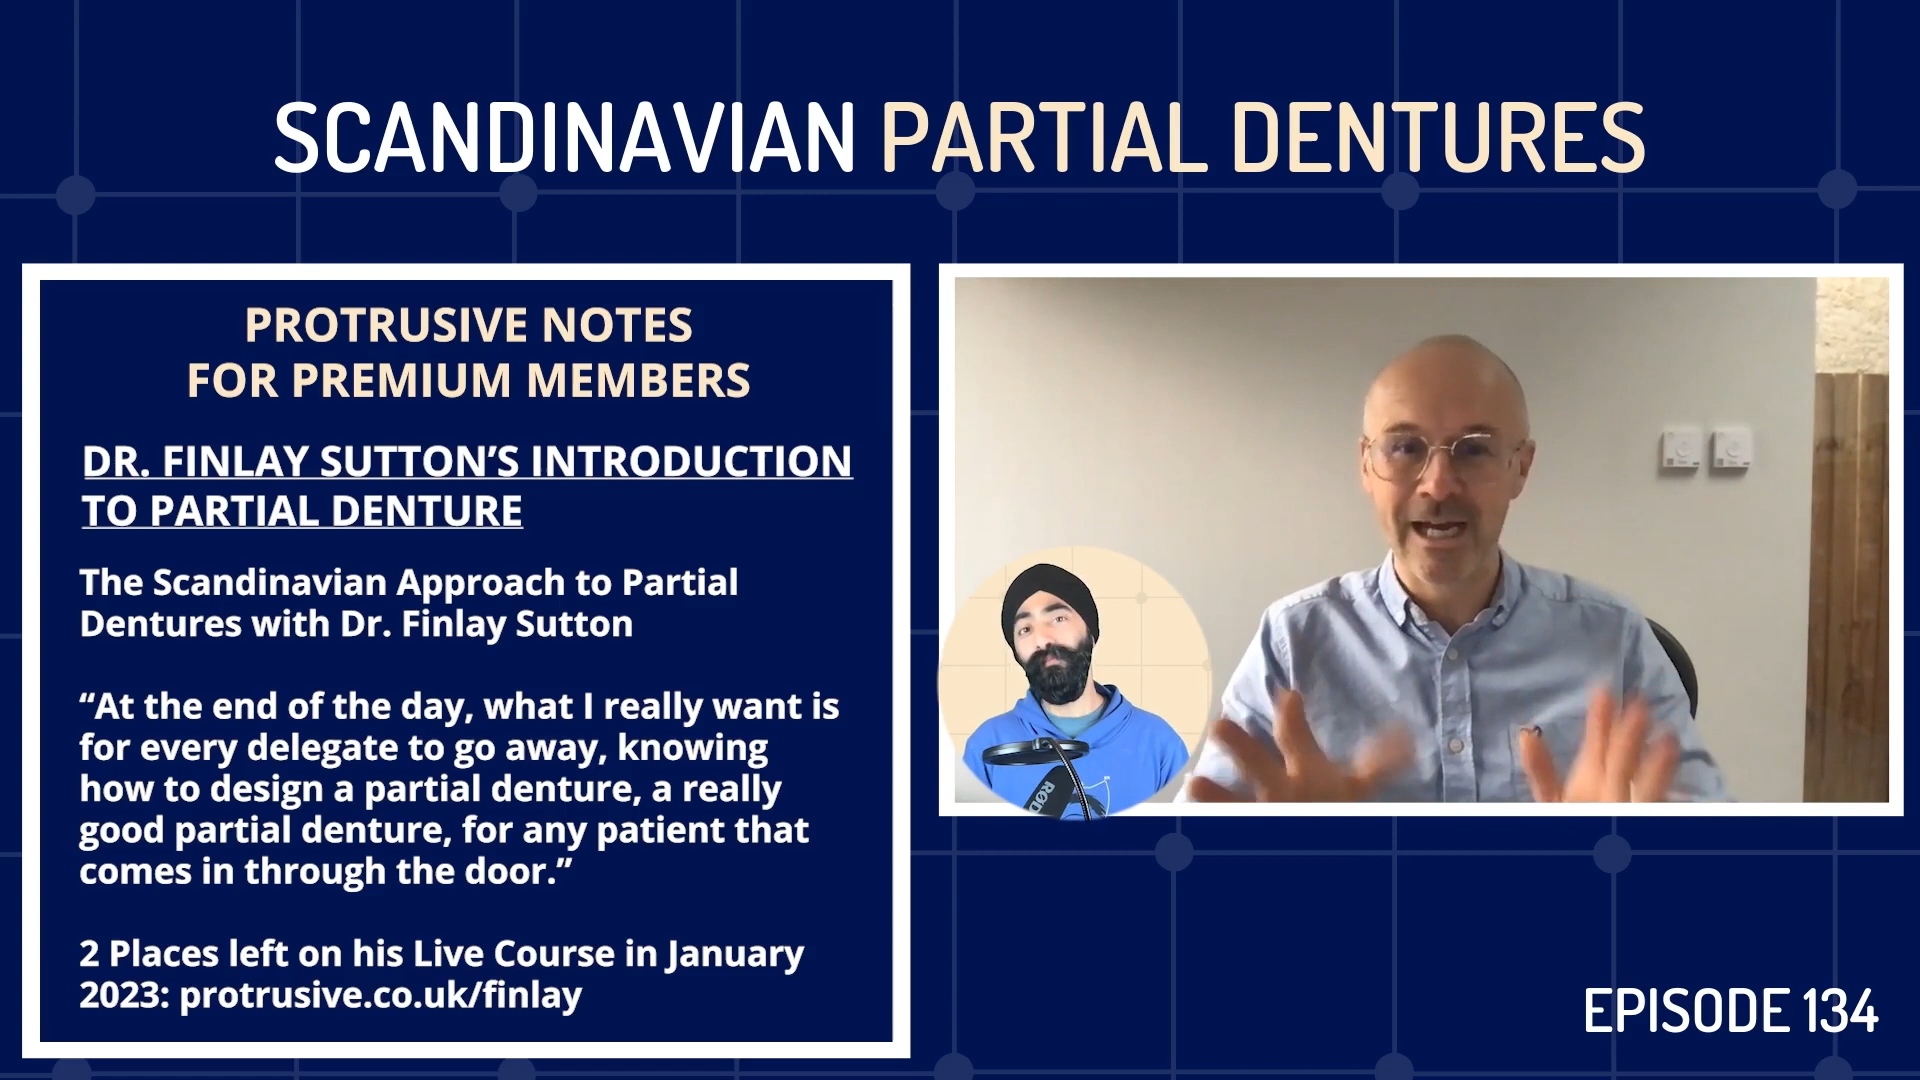 SCANDINAVIAN PARTIAL DENTURES
PROTRUSIVE NOTES
FOR PREMIUM MEMBERS
DR. FINLAY SUTTON’S INTRODUCTION
TO PARTIAL DENTURE
The Scandinavian Approach to Partial
Dentures with Dr. Finlay Sutton
“At the end of the day, what I really want is
for every delegate to go away, knowing
how to design a partial denture, a really
good partial denture, for any patient that
comes in through the door.”
2 Places left on his Live Course in January
2023: protrusive.co.uk/finlay
RØDE
EPISODE 134